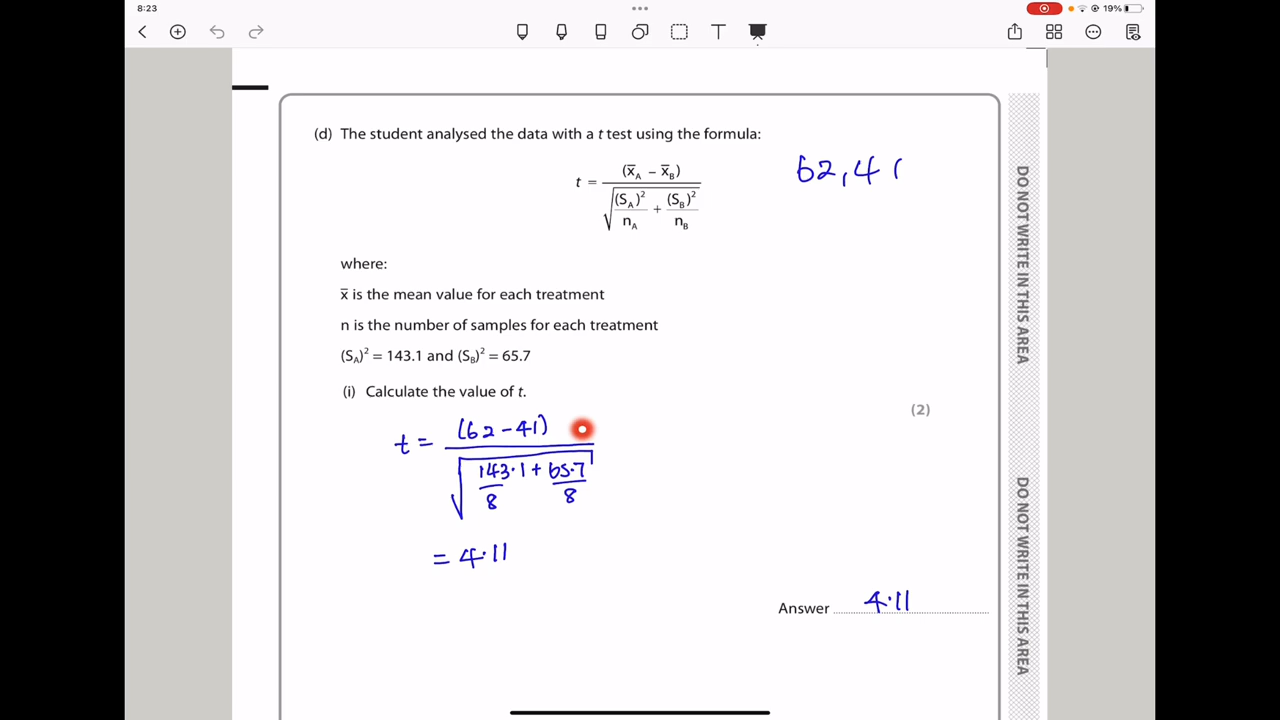 8:23
19%
T
(d) The student analysed the data with a t test using the formula:
t = (x̄A − x̄B) / √((SA)² / nA + (SB)² / nB)
62, 41
where:
x̄ is the mean value for each treatment
n is the number of samples for each treatment
(SA)² = 143.1 and (SB)² = 65.7
(i) Calculate the value of t.
(2)
t = (62 - 41) / √(143.1 / 8 + 65.7 / 8)
= 4.11
Answer 4.11
DO NOT WRITE IN THIS AREA
DO NOT WRITE IN THIS AREA